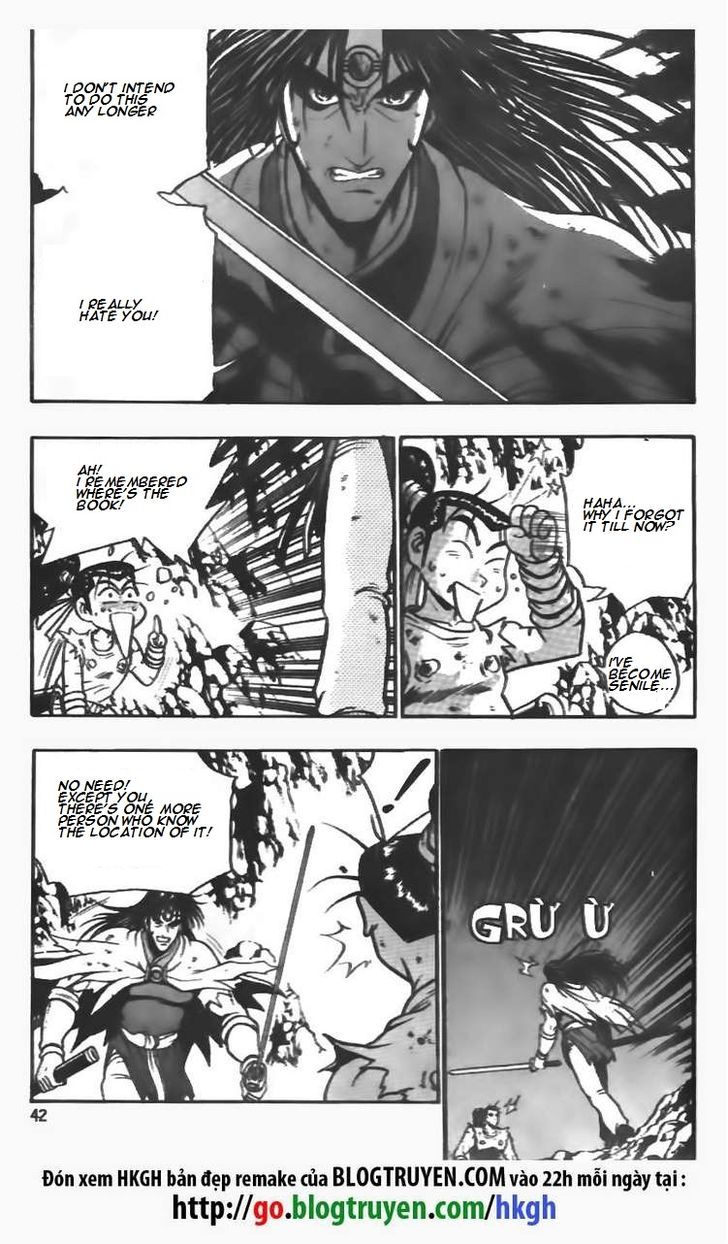 I DON'T INTEND
TO DO THIS
ANY LONGER
I REALLY
HATE YOU!
AH!
I REMEMBERED
WHERE'S THE
BOOK!
HAHA...
WHY I FORGOT
IT TILL NOW?
I'VE
BECOME
SENILE...
NO NEED!
EXCEPT YOU,
THERE'S ONE MORE
PERSON WHO KNOW
THE LOCATION OF IT!
!
GRỪ Ừ
42
Đón xem HKGH bản đẹp remake của BLOGTRUYEN.COM vào 22h mỗi ngày tại :
http://go.blogtruyen.com/hkgh